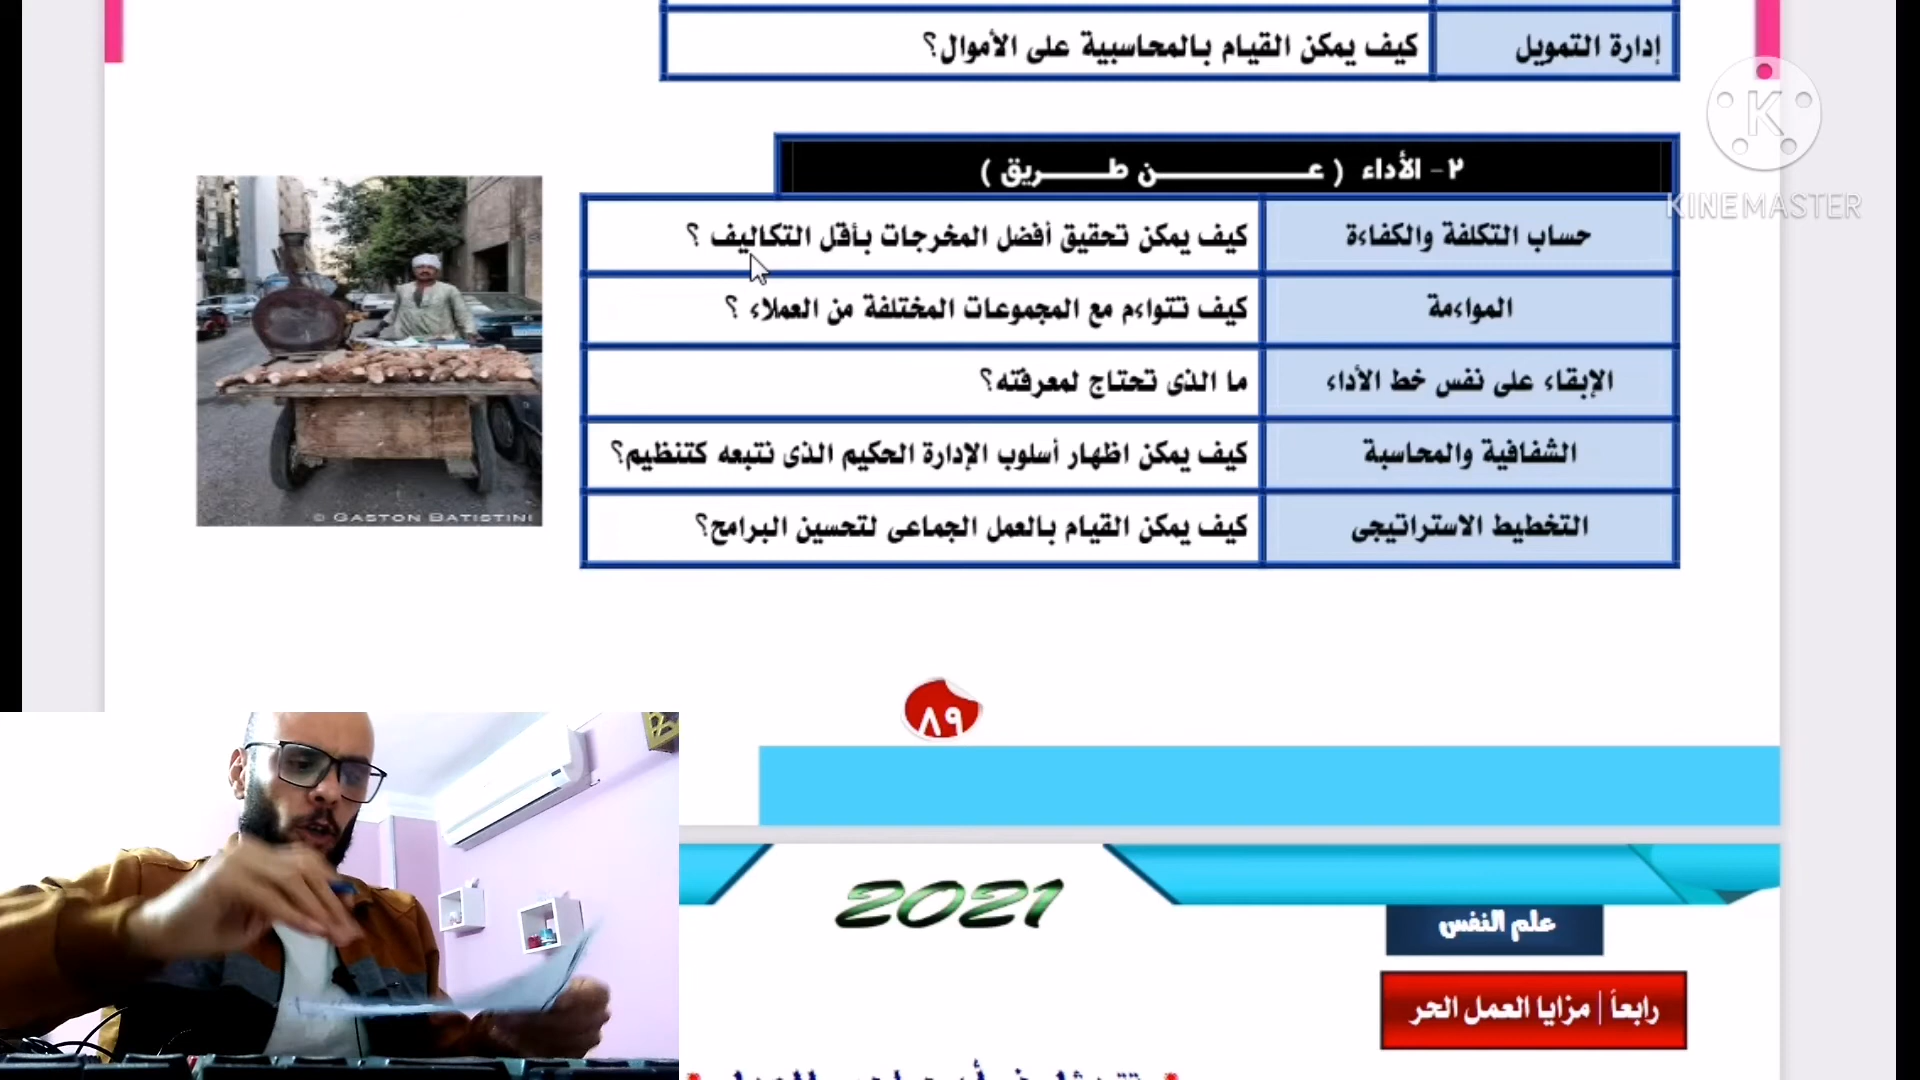 إدارة التمويل كيف يمكن القيام بالمحاسبية على الأموال؟
KINEMASTER
٢- الأداء ( عن طريق )
حساب التكلفة والكفاءة كيف يمكن تحقيق أفضل المخرجات بأقل التكاليف ؟
المواءمة كيف تتواءم مع المجموعات المختلفة من العملاء ؟
الإبقاء على نفس خط الأداء ما الذى تحتاج لمعرفته؟
الشفافية والمحاسبة كيف يمكن اظهار أسلوب الإدارة الحكيم الذى نتبعه كتنظيم؟
التخطيط الاستراتيجى كيف يمكن القيام بالعمل الجماعى لتحسين البرامج؟
© GASTON BATISTINI
٨٩
2021
علم النفس
رابعاً | مزايا العمل الحر